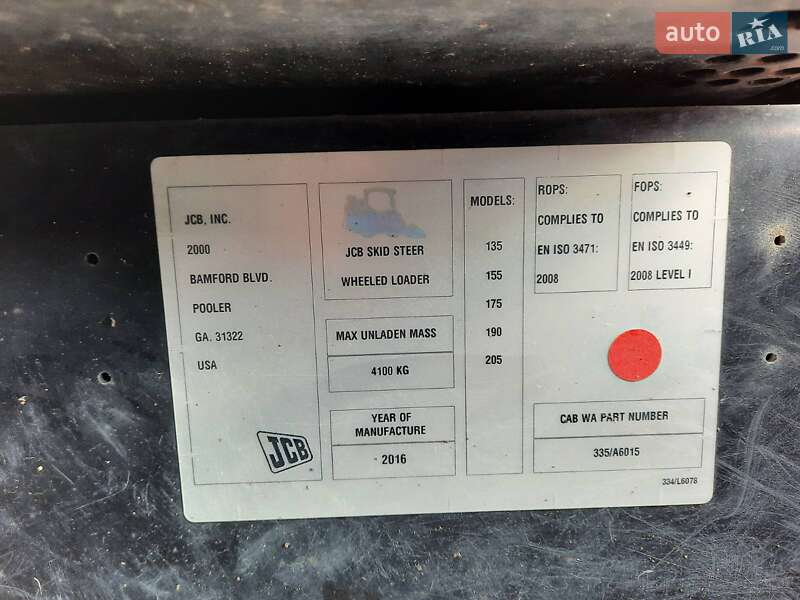 auto RIA
.com
JCB, INC.
2000
BAMFORD BLVD.
POOLER
GA. 31322
USA
JCB
JCB SKID STEER
WHEELED LOADER
MAX UNLADEN MASS
4100 KG
YEAR OF
MANUFACTURE
2016
MODELS:
135
155
175
190
205
ROPS:
COMPLIES TO
EN ISO 3471:
2008
FOPS:
COMPLIES TO
EN ISO 3449:
2008 LEVEL I
CAB WA PART NUMBER
335/A6015
334/L6078